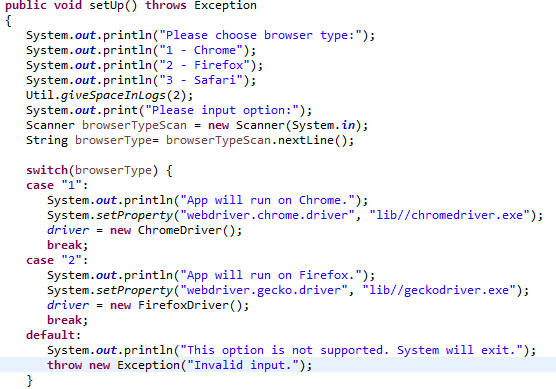 public void setUp() throws Exception
{
System.out.println("Please choose browser type:");
System.out.println("1 - Chrome");
System.out.println("2 - Firefox");
System.out.println("3 - Safari");
Util.giveSpaceInLogs(2);
System.out.print("Please input option:");
Scanner browserTypeScan = new Scanner(System.in);
String browserType= browserTypeScan.nextLine();
switch(browserType) {
case "1":
System.out.println("App will run on Chrome.");
System.setProperty("webdriver.chrome.driver", "lib//chromedriver.exe");
driver = new ChromeDriver();
break;
case "2":
System.out.println("App will run on Firefox.");
System.setProperty("webdriver.gecko.driver", "lib//geckodriver.exe");
driver = new FirefoxDriver();
break;
default:
System.out.println("This option is not supported. System will exit.");
throw new Exception("Invalid input.");
}